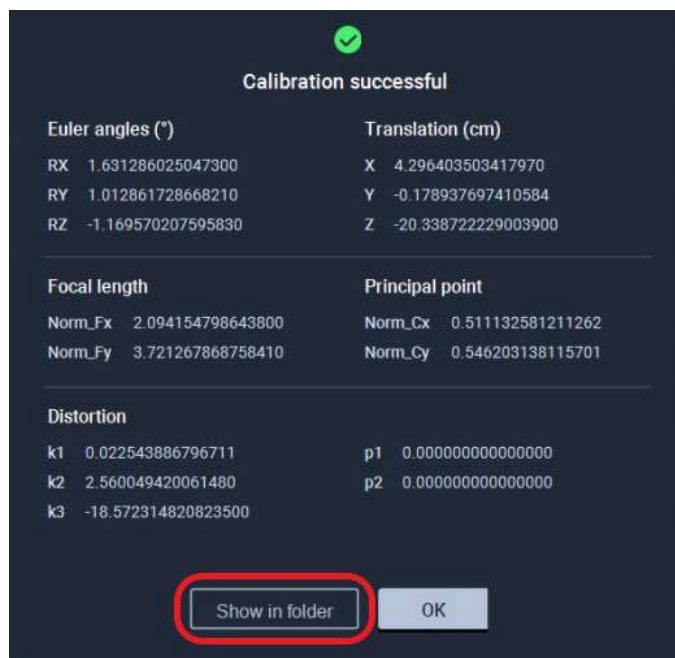 Calibration successful
Euler angles (°)
RX 1.631286025047300
RY 1.012861728668210
RZ -1.169570207595830
Translation (cm)
X 4.296403503417970
Y -0.178937697410584
Z -20.338722229003900
Focal length
Norm_Fx 2.094154798643800
Norm_Fy 3.721267868758410
Principal point
Norm_Cx 0.511132581211262
Norm_Cy 0.546203138115701
Distortion
k1 0.022543886796711
k2 2.560049420061480
k3 -18.572314820823500
p1 0.000000000000000
p2 0.000000000000000
Show in folder
OK